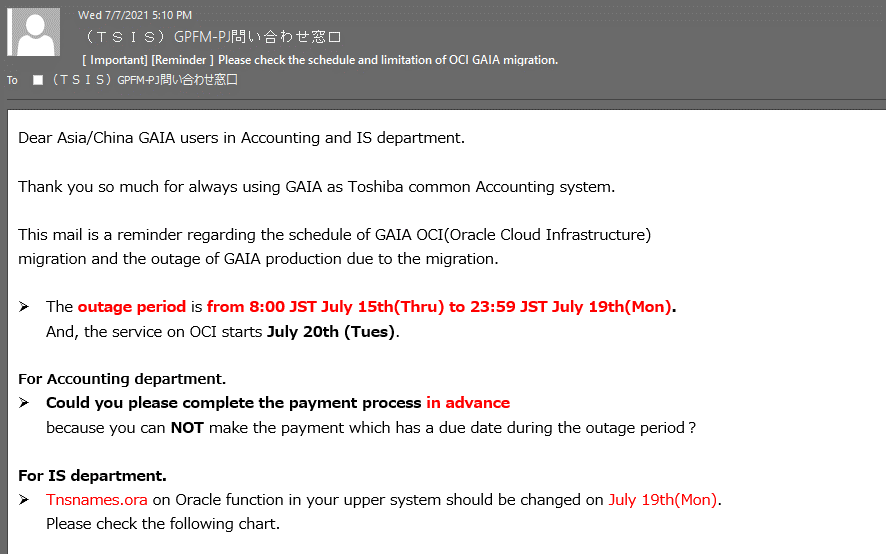 Wed 7/7/2021 5:10 PM
(ＴＳＩＳ）GPFM-PJ問い合わせ窓口
[ Important] [Reminder ] Please check the schedule and limitation of OCI GAIA migration.
To （ＴＳＩＳ）GPFM-PJ問い合わせ窓口
Dear Asia/China GAIA users in Accounting and IS department.
Thank you so much for always using GAIA as Toshiba common Accounting system.
This mail is a reminder regarding the schedule of GAIA OCI(Oracle Cloud Infrastructure)
migration and the outage of GAIA production due to the migration.
➢ The outage period is from 8:00 JST July 15th(Thru) to 23:59 JST July 19th(Mon).
And, the service on OCI starts July 20th (Tues).
For Accounting department.
➢ Could you please complete the payment process in advance
because you can NOT make the payment which has a due date during the outage period？
For IS department.
➢ Tnsnames.ora on Oracle function in your upper system should be changed on July 19th(Mon).
Please check the following chart.